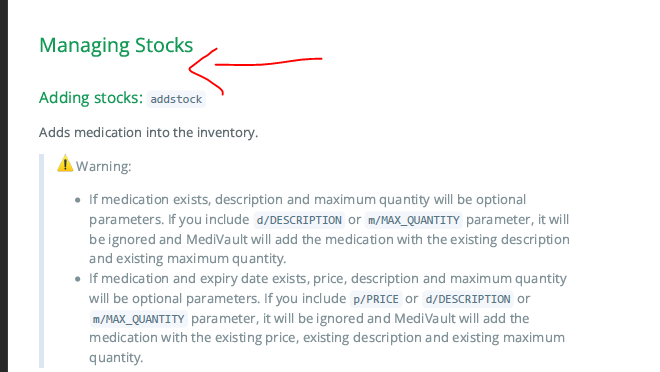 Managing Stocks
Adding stocks: addstock
Adds medication into the inventory.
⚠️ Warning:
• If medication exists, description and maximum quantity will be optional
parameters. If you include d/DESCRIPTION or m/MAX_QUANTITY parameter, it will
be ignored and MediVault will add the medication with the existing description
and existing maximum quantity.
• If medication and expiry date exists, price, description and maximum quantity
will be optional parameters. If you include p/PRICE or d/DESCRIPTION or
m/MAX_QUANTITY parameter, it will be ignored and MediVault will add the
medication with the existing price, existing description and existing maximum
quantity.